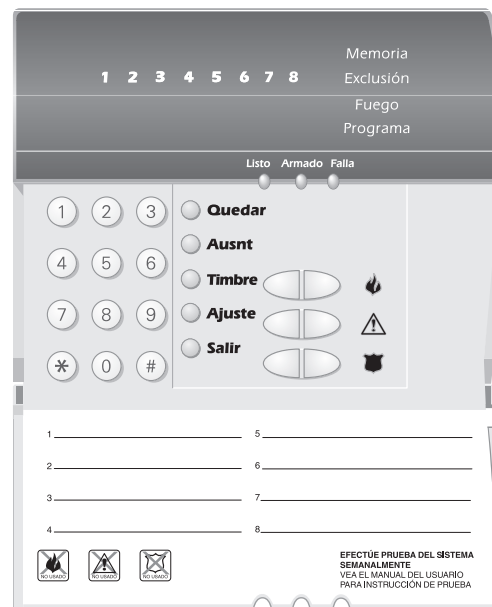 Memoria
1 2 3 4 5 6 7 8 Exclusión
Fuego
Programa
Listo Armado Falla
1 2 3 Quedar
Ausnt
4 5 6
Timbre
7 8 9 Ajuste
Salir
* 0 #
1 5
2 6
3 7
4 8
NO USADO NO USADO NO USADO
EFECTÚE PRUEBA DEL SISTEMA
SEMANALMENTE
VEA EL MANUAL DEL USUARIO
PARA INSTRUCCIÓN DE PRUEBA